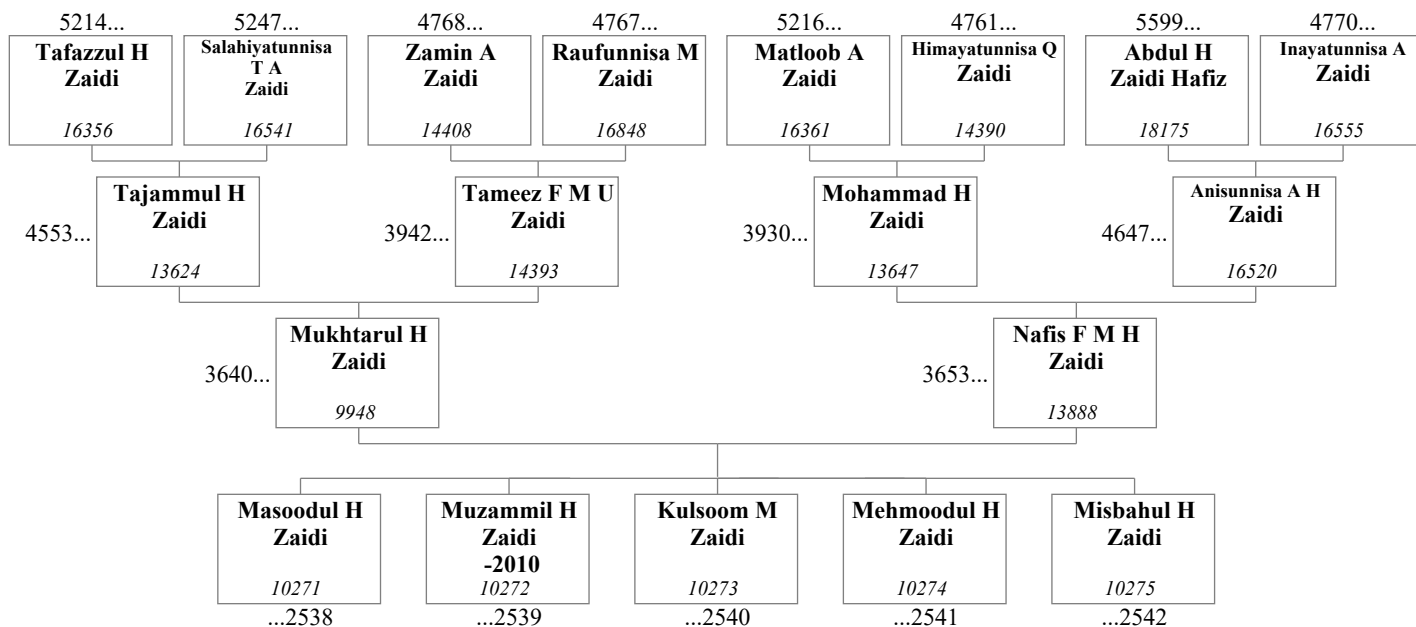 5214... 5247... 4768... 4767... 5216... 4761... 5599... 4770...
Tafazzul H
Zaidi
16356
Salahiyatunnisa
T A
Zaidi
16541
Zamin A
Zaidi
14408
Raufunnisa M
Zaidi
16848
Matloob A
Zaidi
16361
Himayatunnisa Q
Zaidi
14390
Abdul H
Zaidi Hafiz
18175
Inayatunnisa A
Zaidi
16555
4553...
Tajammul H
Zaidi
13624
3942...
Tameez F M U
Zaidi
14393
3930...
Mohammad H
Zaidi
13647
4647...
Anisunnisa A H
Zaidi
16520
3640...
Mukhtarul H
Zaidi
9948
3653...
Nafis F M H
Zaidi
13888
Masoodul H
Zaidi
10271
Muzammil H
Zaidi
-2010
10272
Kulsoom M
Zaidi
10273
Mehmoodul H
Zaidi
10274
Misbahul H
Zaidi
10275
...2538 ...2539 ...2540 ...2541 ...2542